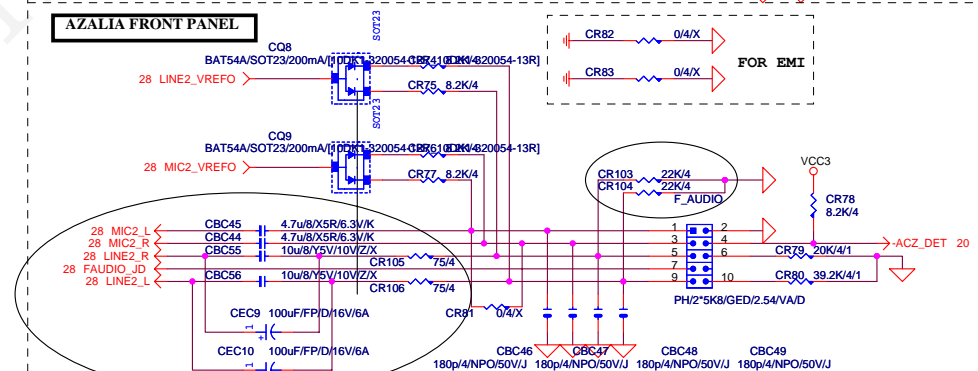 AZALIA FRONT PANEL
SOT23
CQ8
BAT54A/SOT23/200mA/[10DK1-320054-13R]
CR82 0/4/X
28 LINE2_VREFO
CR75 8.2K/4
CR83 0/4/X
FOR EMI
SOT23
CQ9
BAT54A/SOT23/200mA/[10DK1-320054-13R]
28 MIC2_VREFO
CR77 8.2K/4
VCC3
CR103 22K/4
CR104 22K/4
F_AUDIO
CR78
8.2K/4
28 MIC2_L
CBC45 4.7u/8/X5R/6.3V/K
1 2
28 MIC2_R
CBC44 4.7u/8/X5R/6.3V/K
3 4
-ACZ_DET 20
28 LINE2_R
CBC55 10u/8/Y5V/10V/Z/X
5 6
CR79 20K/4/1
28 FAUDIO_JD
CR105 75/4
7
28 LINE2_L
CBC56 10u/8/Y5V/10V/Z/X
9 10
CR80 39.2K/4/1
CR106 75/4
PH/2*5K8/GED/2.54/VA/D
CEC9 100uF/FP/D/16V/6A
1
+
CR81 0/4/X
CEC10 100uF/FP/D/16V/6A
1
CBC46 CBC47 CBC48 CBC49
180p/4/NPO/50V/J 180p/4/NPO/50V/J 180p/4/NPO/50V/J 180p/4/NPO/50V/J